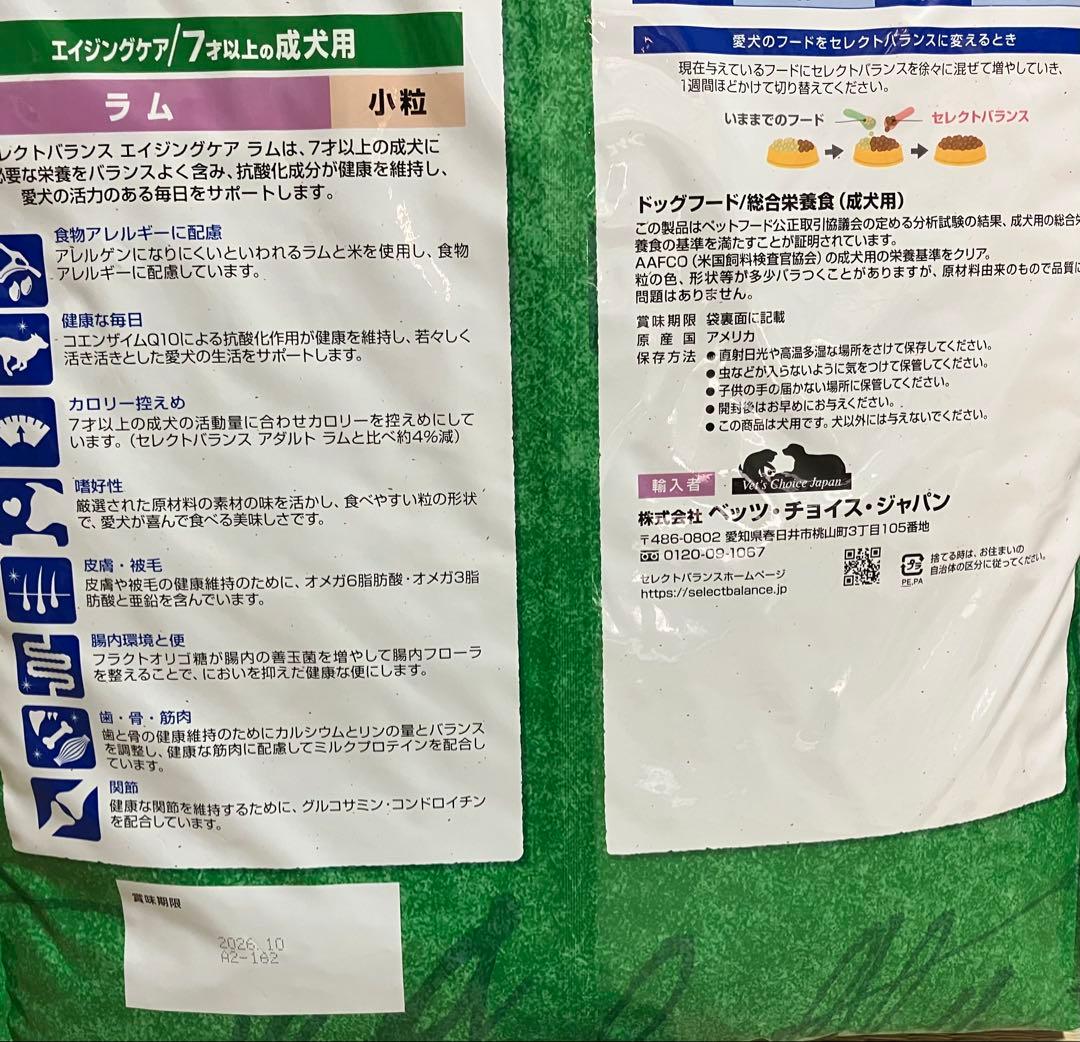 エイジングケア/7才以上の成犬用
ラム 小粒
レクトバランス エイジングケア ラムは、7才以上の成犬に
必要な栄養をバランスよく含み、抗酸化成分が健康を維持し、
愛犬の活力のある毎日をサポートします。
食物アレルギーに配慮
アレルゲンになりにくいといわれるラムと米を使用し、食物
アレルギーに配慮しています。
健康な毎日
コエンザイムQ10による抗酸化作用が健康を維持し、若々しく
活き活きとした愛犬の生活をサポートします。
カロリー控えめ
7才以上の成犬の活動量に合わせカロリーを控えめにして
います。(セレクトバランス アダルト ラムと比べ約4%減)
嗜好性
厳選された原材料の素材の味を活かし、食べやすい粒の形状
で、愛犬が喜んで食べる美味しさです。
皮膚・被毛
皮膚や被毛の健康維持のために、オメガ6脂肪酸・オメガ3脂
肪酸と亜鉛を含んでいます。
腸内環境と便
フラクトオリゴ糖が腸内の善玉菌を増やして腸内フローラ
を整えることで、においを抑えた健康な便にします。
歯・骨・筋肉
歯と骨の健康維持のためにカルシウムとリンの量とバランス
を調整し、健康な筋肉に配慮してミルクプロテインを配合し
ています。
関節
健康な関節を維持するために、グルコサミン・コンドロイチン
を配合しています。
賞味期限
2026.10
A2-182
愛犬のフードをセレクトバランスに変えるとき
現在与えているフードにセレクトバランスを徐々に混ぜて増やしていき、
1週間ほどかけて切り替えてください。
いままでのフード セレクトバランス
ドッグフード/総合栄養食(成犬用)
この製品はペットフード公正取引協議会の定める分析試験の結果、成犬用の総合栄
養食の基準を満たすことが証明されています。
AAFCO(米国飼料検査官協会)の成犬用の栄養基準をクリア。
粒の色、形状等が多少バラつくことがありますが、原材料由来のもので品質に
問題はありません。
賞味期限 袋裏面に記載
原産国 アメリカ
保存方法 ●直射日光や高温多湿な場所をさけて保存してください。
●虫などが入らないように気をつけて保管してください。
●子供の手の届かない場所に保管してください。
●開封後はお早めにお与えください。
●この商品は犬用です。犬以外には与えないでください。
輸入者 Vet's Choice Japan
株式会社 ベッツ・チョイス・ジャパン
〒486-0802 愛知県春日井市桃山町3丁目105番地
0120-09-1067
セレクトバランスホームページ
https://selectbalance.jp
プラ
PE,PA
捨てる時は、お住まいの
自治体の区分に従ってください。